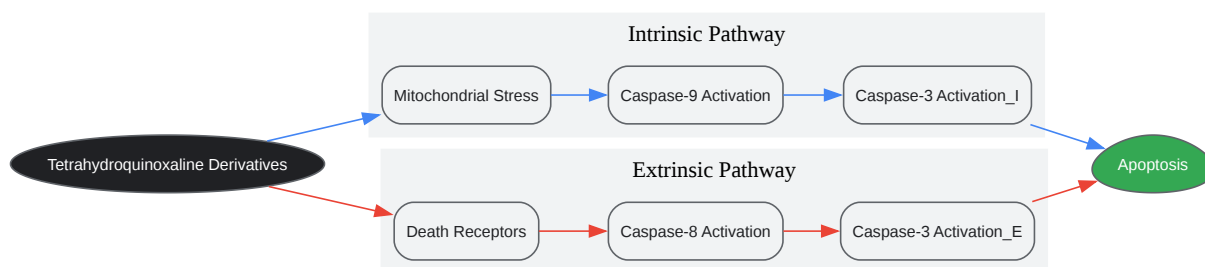 Intrinsic Pathway
Mitochondrial Stress
Caspase-9 Activation
Caspase-3 Activation_I
Tetrahydroquinoxaline Derivatives
Apoptosis
Extrinsic Pathway
Death Receptors
Caspase-8 Activation
Caspase-3 Activation_E